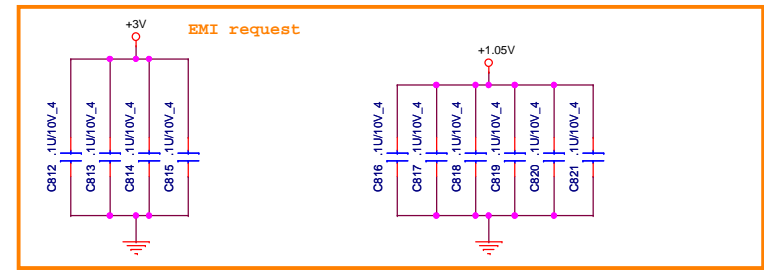 +3V
EMI request
+1.05V
C812 .1U/10V_4
C813 .1U/10V_4
C814 .1U/10V_4
C815 .1U/10V_4
C816 .1U/10V_4
C817 .1U/10V_4
C818 .1U/10V_4
C819 .1U/10V_4
C820 .1U/10V_4
C821 .1U/10V_4